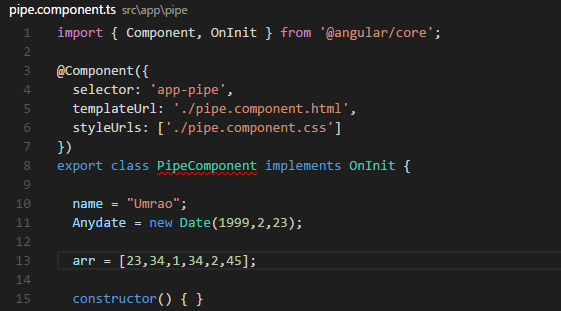 pipe.component.ts src\app\pipe
1 import { Component, OnInit } from '@angular/core';
2
3 @Component({
4 selector: 'app-pipe',
5 templateUrl: './pipe.component.html',
6 styleUrls: ['./pipe.component.css']
7 })
8 export class PipeComponent implements OnInit {
9
10 name = "Umrao";
11 Anydate = new Date(1999,2,23);
12
13 arr = [23,34,1,34,2,45];
14
15 constructor() { }